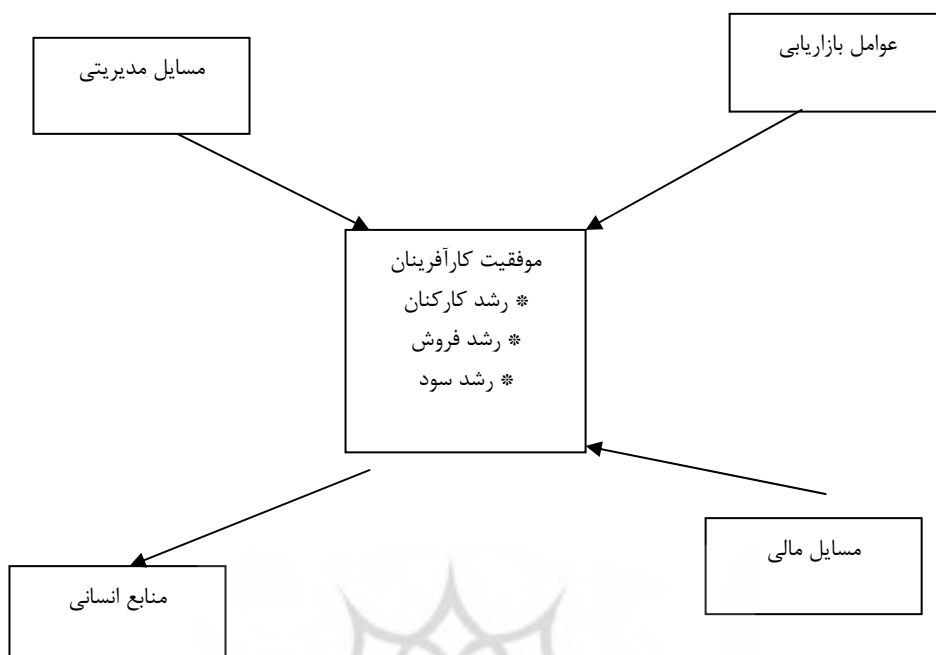 عوامل بازاریابی
مسایل مدیریتی
موفقیت کارآفرینان
* رشد کارکنان
* رشد فروش
* رشد سود
مسایل مالی
منابع انسانی